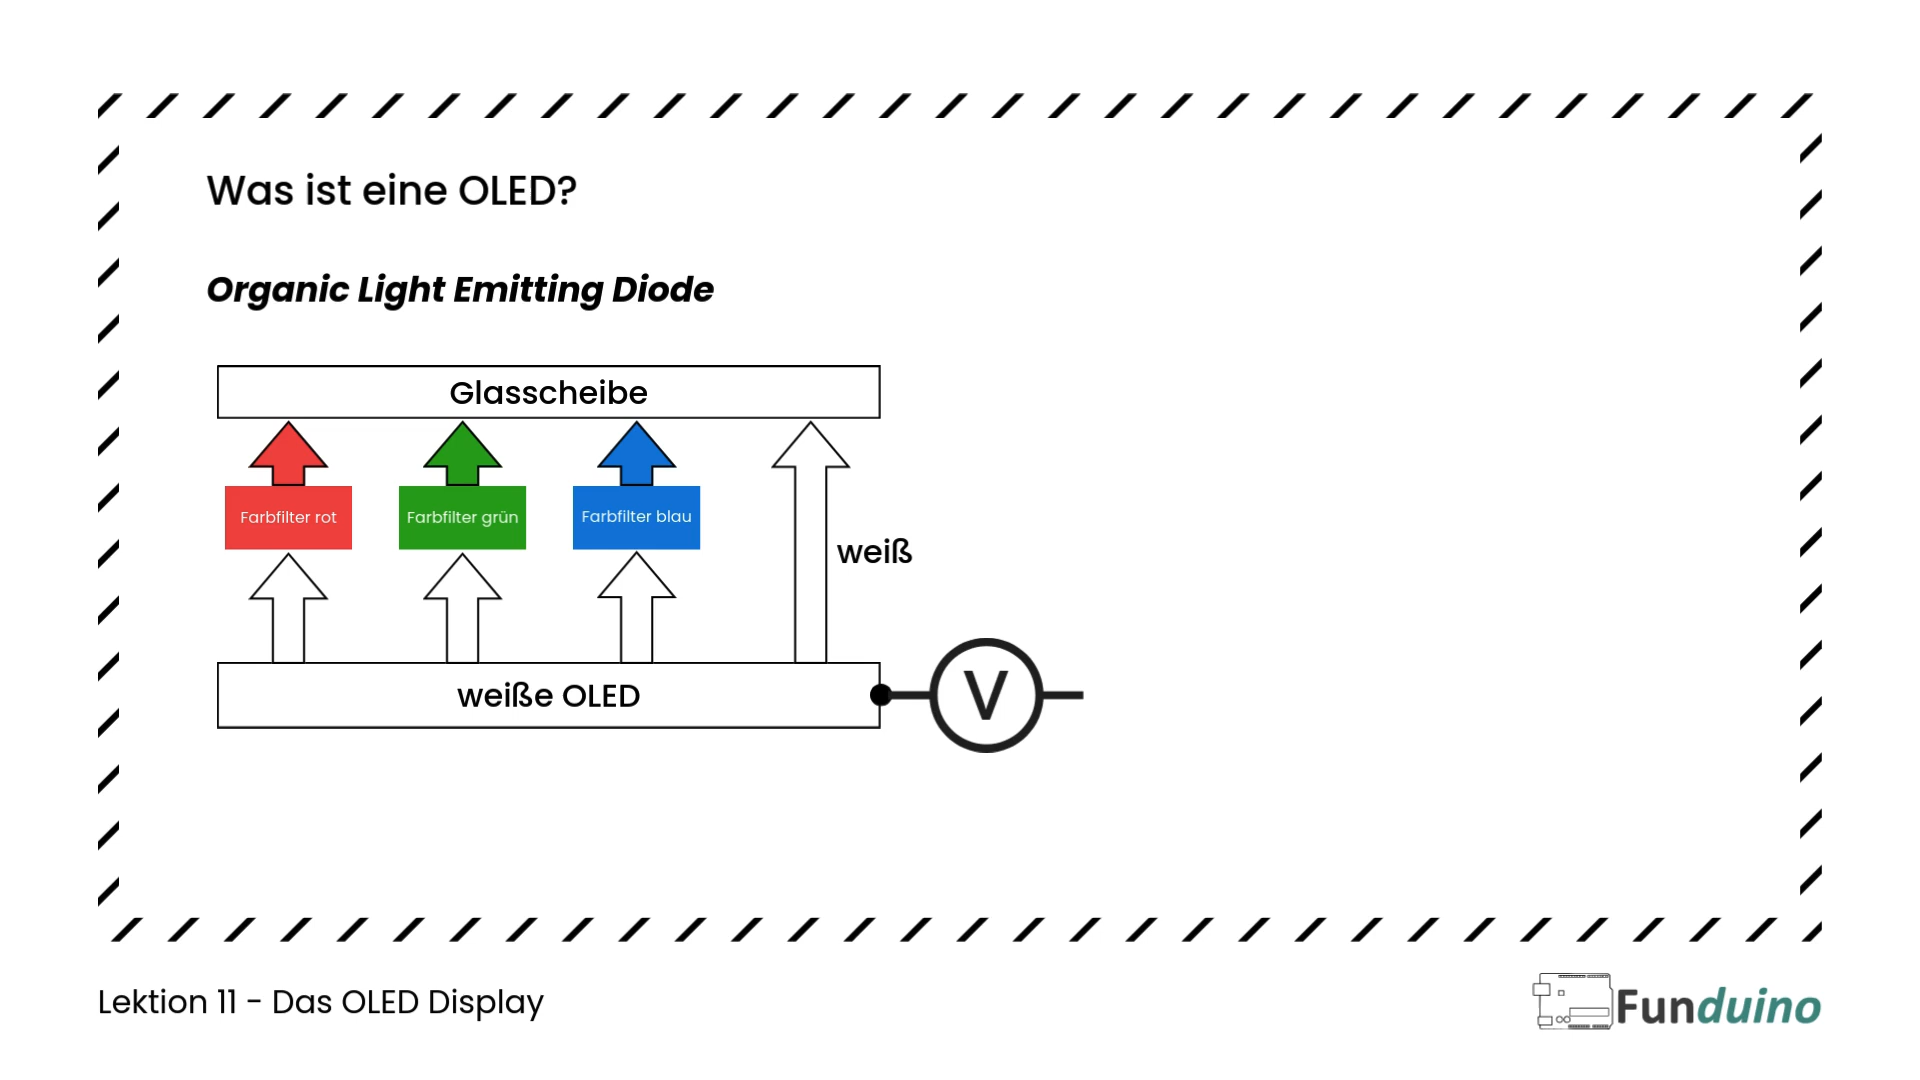 Was ist eine OLED?
Organic Light Emitting Diode
Glasscheibe
Farbfilter rot
Farbfilter grün
Farbfilter blau
weiß
weiße OLED
V
Lektion 11 - Das OLED Display
Funduino